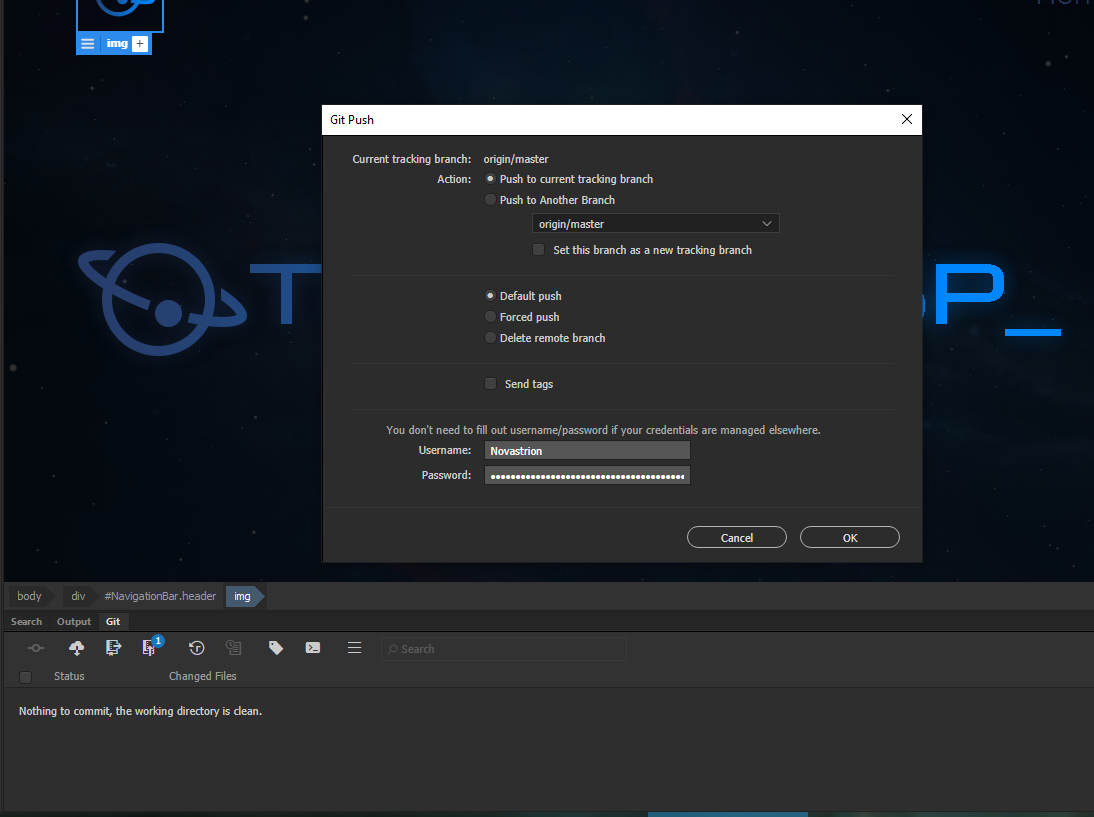 img +
Git Push
Current tracking branch: origin/master
Action: Push to current tracking branch
Push to Another Branch
origin/master
Set this branch as a new tracking branch
P_
Default push
Forced push
Delete remote branch
Send tags
You don't need to fill out username/password if your credentials are managed elsewhere.
Username: Novastrion
Password: ••••••••••••••••••••••••••••••••••••••••
Cancel OK
body div #NavigationBar.header img
Search Output Git
1
Search
Status Changed Files
Nothing to commit, the working directory is clean.